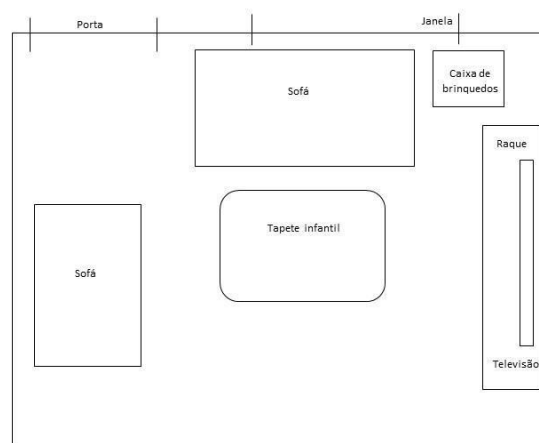 Porta
Janela
Caixa de
brinquedos
Sofá
Raque
Tapete infantil
Sofá
Televisão